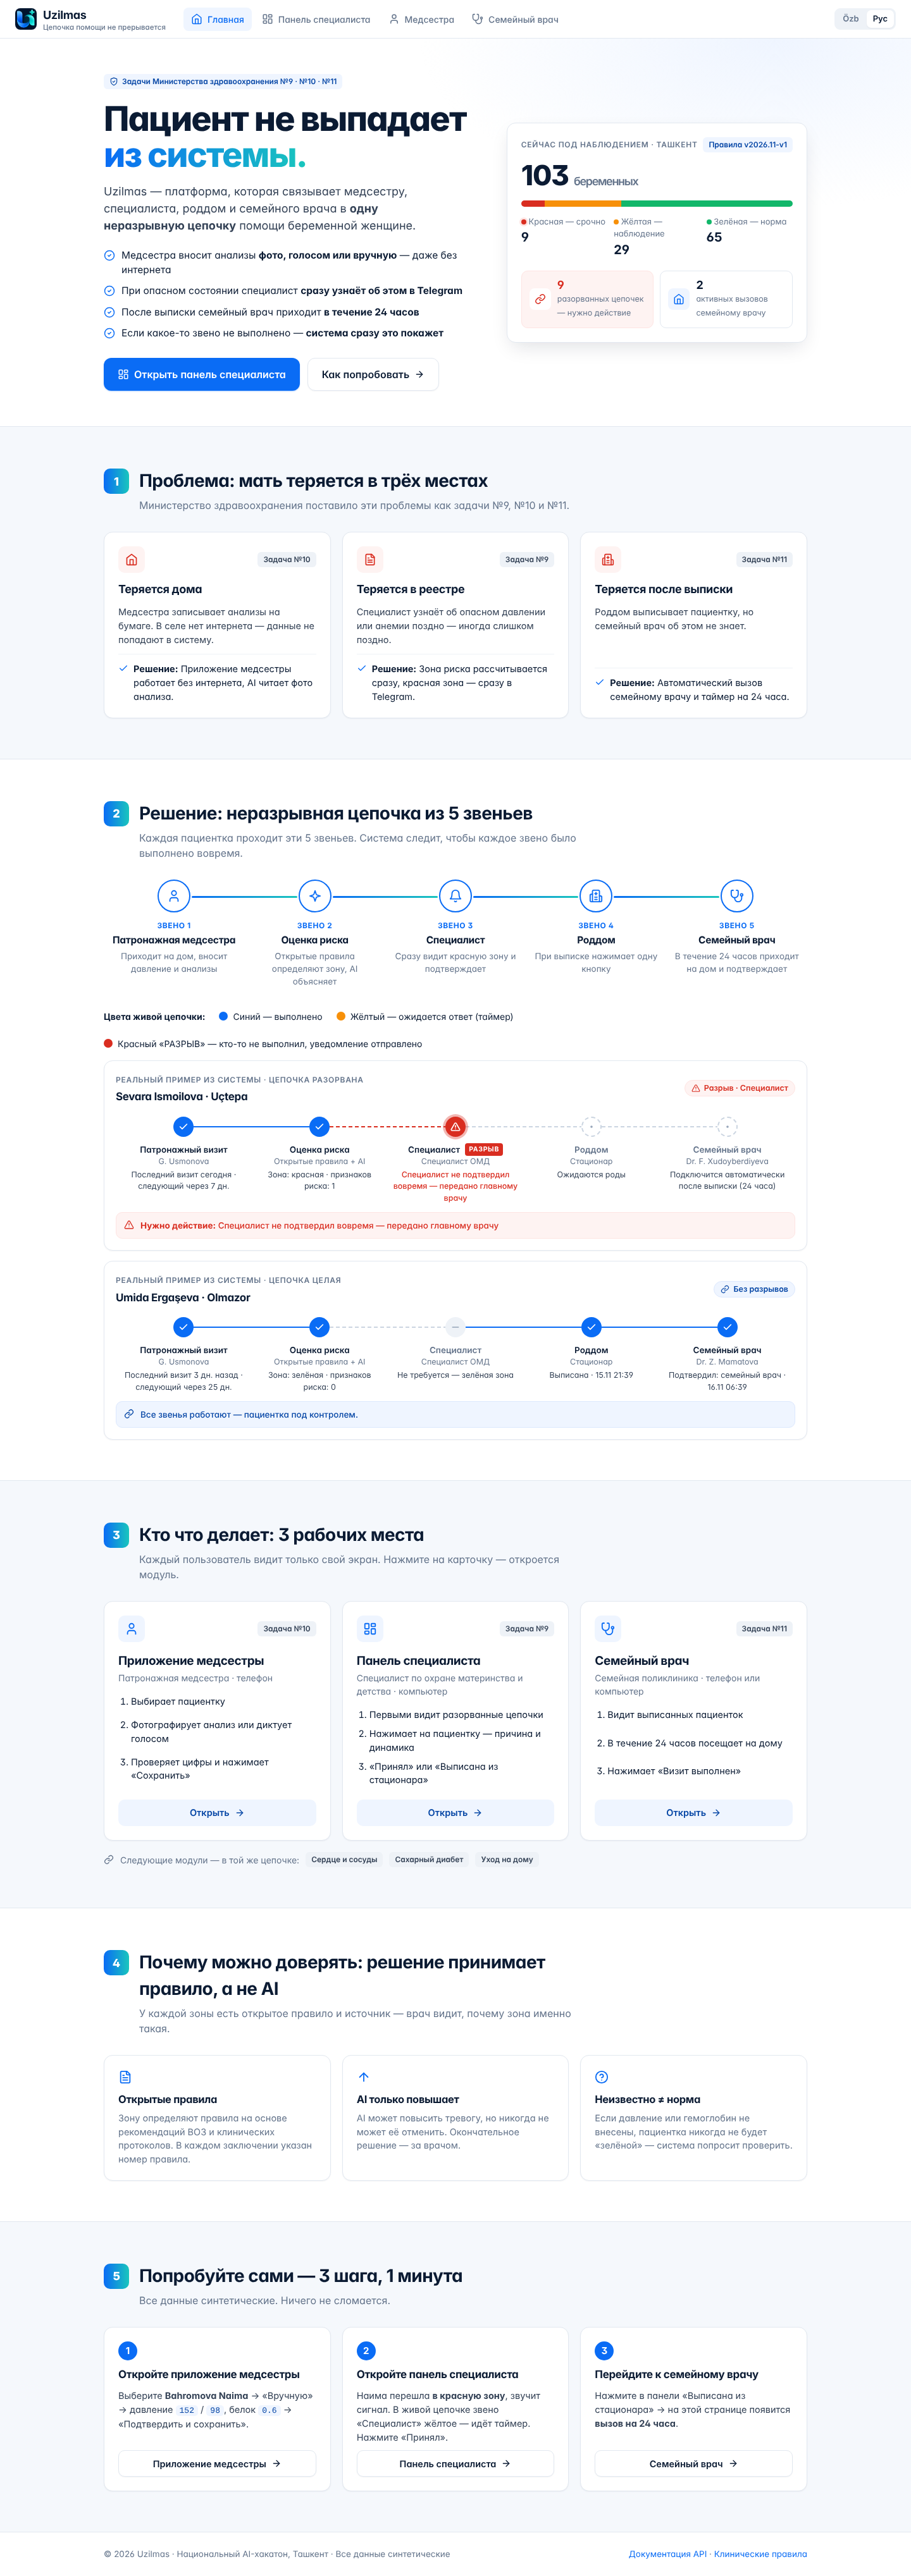 Uzilmas
Цепочка помощи не прерывается
Главная
Панель специалиста
Медсестра
Семейный врач
Ўzb
Рус
Задачи Министерства здравоохранения №9 · №10 · №11
Пациент не выпадает
из системы.
Uzilmas — платформа, которая связывает медсестру,
специалиста, роддом и семейного врача в одну
неразрывную цепочку помощи беременной женщине.
Медсестра вносит анализы фото, голосом или вручную — даже без
интернета
При опасном состоянии специалист сразу узнаёт об этом в Telegram
После выписки семейный врач приходит в течение 24 часов
Если какое-то звено не выполнено — система сразу это покажет
Открыть панель специалиста
Как попробовать →
СЕЙЧАС ПОД НАБЛЮДЕНИЕМ · ТАШКЕНТ
Правила v2026.11-v1
103 беременных
Красная — срочно
9
Жёлтая —
наблюдение
29
Зелёная — норма
65
9
разорванных цепочек
— нужно действие
2
активных вызовов
семейному врачу
1
Проблема: мать теряется в трёх местах
Министерство здравоохранения поставило эти проблемы как задачи №9, №10 и №11.
Задача №10
Теряется дома
Медсестра записывает анализы на
бумаге. В селе нет интернета — данные не
попадают в систему.
Решение: Приложение медсестры
работает без интернета, AI читает фото
анализа.
Задача №9
Теряется в реестре
Специалист узнаёт об опасном давлении
или анемии поздно — иногда слишком
поздно.
Решение: Зона риска рассчитывается
сразу, красная зона — сразу в
Telegram.
Задача №11
Теряется после выписки
Роддом выписывает пациентку, но
семейный врач об этом не знает.
Решение: Автоматический вызов
семейному врачу и таймер на 24 часа.
2
Решение: неразрывная цепочка из 5 звеньев
Каждая пациентка проходит эти 5 звеньев. Система следит, чтобы каждое звено было
выполнено вовремя.
ЗВЕНО 1
Патронажная медсестра
Приходит на дом, вносит
давление и анализы
ЗВЕНО 2
Оценка риска
Открытые правила
определяют зону, AI
объясняет
ЗВЕНО 3
Специалист
Сразу видит красную зону и
подтверждает
ЗВЕНО 4
Роддом
При выписке нажимает одну
кнопку
ЗВЕНО 5
Семейный врач
В течение 24 часов приходит
на дом и подтверждает
Цвета живой цепочки:
Синий — выполнено
Жёлтый — ожидается ответ (таймер)
Красный «РАЗРЫВ» — кто-то не выполнил, уведомление отправлено
РЕАЛЬНЫЙ ПРИМЕР ИЗ СИСТЕМЫ · ЦЕПОЧКА РАЗОРВАНА
Sevara Ismoilova · Uçtepa
Разрыв · Специалист
Патронажный визит
G. Usmonova
Последний визит сегодня ·
следующий через 7 дн.
Оценка риска
Открытые правила + AI
Зона: красная · признаков
риска: 1
Специалист РАЗРЫВ
Специалист ОМД
Специалист не подтвердил
вовремя — передано главному
врачу
Роддом
Стационар
Ожидаются роды
Семейный врач
Dr. F. Xudoyberdiyeva
Подключится автоматически
после выписки (24 часа)
Нужно действие: Специалист не подтвердил вовремя — передано главному врачу
РЕАЛЬНЫЙ ПРИМЕР ИЗ СИСТЕМЫ · ЦЕПОЧКА ЦЕЛАЯ
Umida Ergaşeva · Olmazor
Без разрывов
Патронажный визит
G. Usmonova
Последний визит 3 дн. назад ·
следующий через 25 дн.
Оценка риска
Открытые правила + AI
Зона: зелёная · признаков
риска: 0
Специалист
Специалист ОМД
Не требуется — зелёная зона
Роддом
Стационар
Выписана · 15.11 21:39
Семейный врач
Dr. Z. Mamatova
Подтвердил: семейный врач ·
16.11 06:39
Все звенья работают — пациентка под контролем.
3
Кто что делает: 3 рабочих места
Каждый пользователь видит только свой экран. Нажмите на карточку — откроется
модуль.
Задача №10
Приложение медсестры
Патронажная медсестра · телефон
1. Выбирает пациентку
2. Фотографирует анализ или диктует
голосом
3. Проверяет цифры и нажимает
«Сохранить»
Открыть →
Задача №9
Панель специалиста
Специалист по охране материнства и
детства · компьютер
1. Первыми видит разорванные цепочки
2. Нажимает на пациентку — причина и
динамика
3. «Принял» или «Выписана из
стационара»
Открыть →
Задача №11
Семейный врач
Семейная поликлиника · телефон или
компьютер
1. Видит выписанных пациенток
2. В течение 24 часов посещает на дому
3. Нажимает «Визит выполнен»
Открыть →
Следующие модули — в той же цепочке:
Сердце и сосуды
Сахарный диабет
Уход на дому
4
Почему можно доверять: решение принимает
правило, а не AI
У каждой зоны есть открытое правило и источник — врач видит, почему зона именно
такая.
Открытые правила
Зону определяют правила на основе
рекомендаций ВОЗ и клинических
протоколов. В каждом заключении указан
номер правила.
AI только повышает
AI может повысить тревогу, но никогда не
может её отменить. Окончательное
решение — за врачом.
Неизвестно ≠ норма
Если давление или гемоглобин не
внесены, пациентка никогда не будет
«зелёной» — система попросит проверить.
5
Попробуйте сами — 3 шага, 1 минута
Все данные синтетические. Ничего не сломается.
1
Откройте приложение медсестры
Выберите Bahromova Naima → «Вручную»
→ давление 152 / 98, белок 0.6 →
«Подтвердить и сохранить».
Приложение медсестры →
2
Откройте панель специалиста
Наима перешла в красную зону, звучит
сигнал. В живой цепочке звено
«Специалист» жёлтое — идёт таймер.
Нажмите «Принял».
Панель специалиста →
3
Перейдите к семейному врачу
Нажмите в панели «Выписана из
стационара» → на этой странице появится
вызов на 24 часа.
Семейный врач →
© 2026 Uzilmas · Национальный AI-хакатон, Ташкент · Все данные синтетические
Документация API · Клинические правила